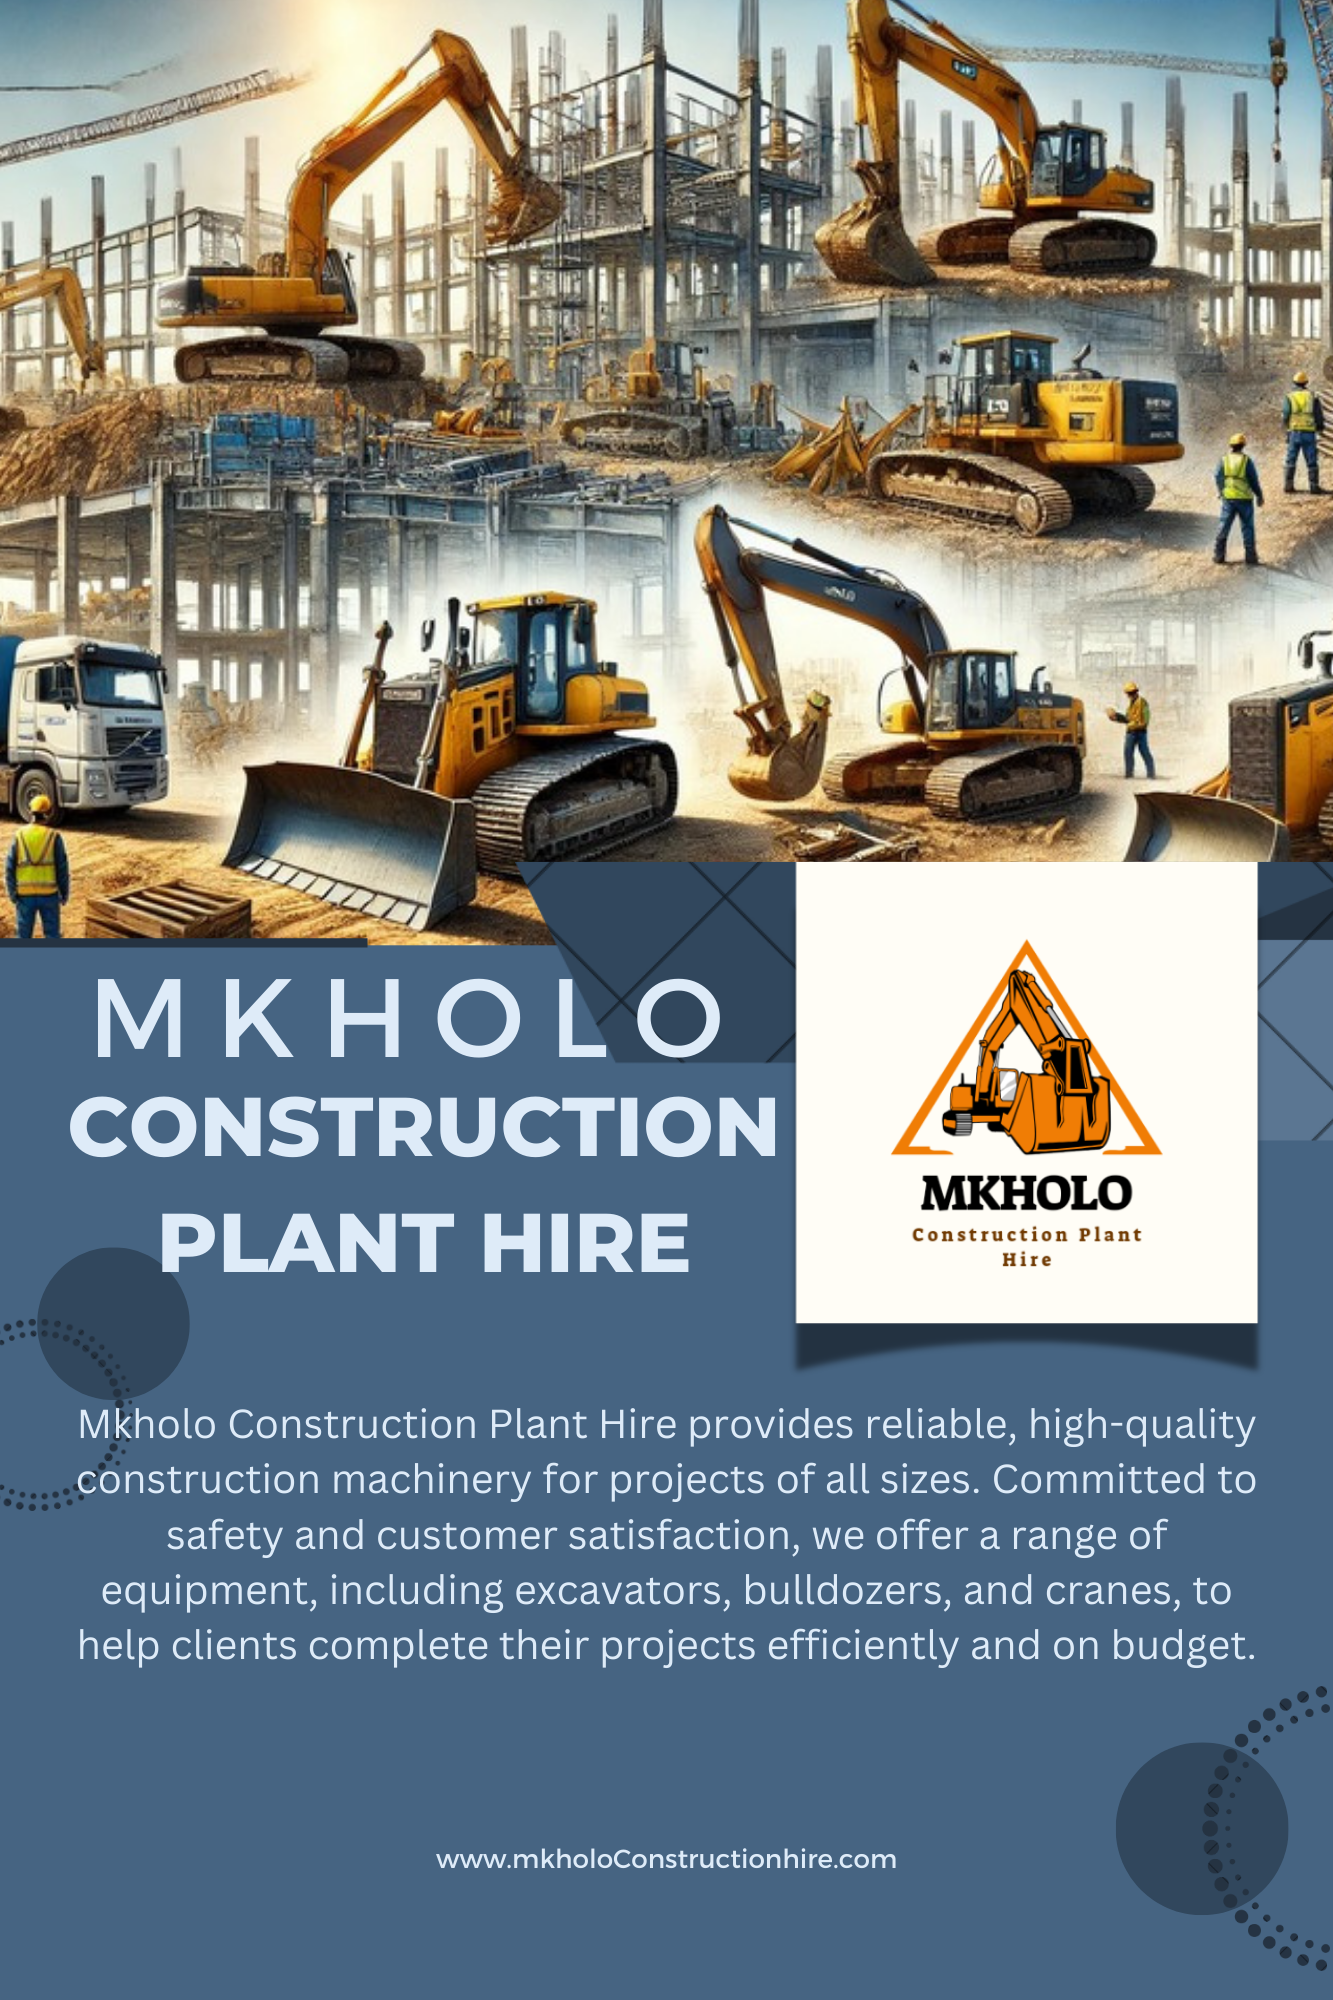 MKHOLO
CONSTRUCTION
PLANT HIRE
MKHOLO
Construction Plant
Hire
Mkholo Construction Plant Hire provides reliable, high-quality
construction machinery for projects of all sizes. Committed to
safety and customer satisfaction, we offer a range of
equipment, including excavators, bulldozers, and cranes, to
help clients complete their projects efficiently and on budget.
www.mkholoConstructionhire.com